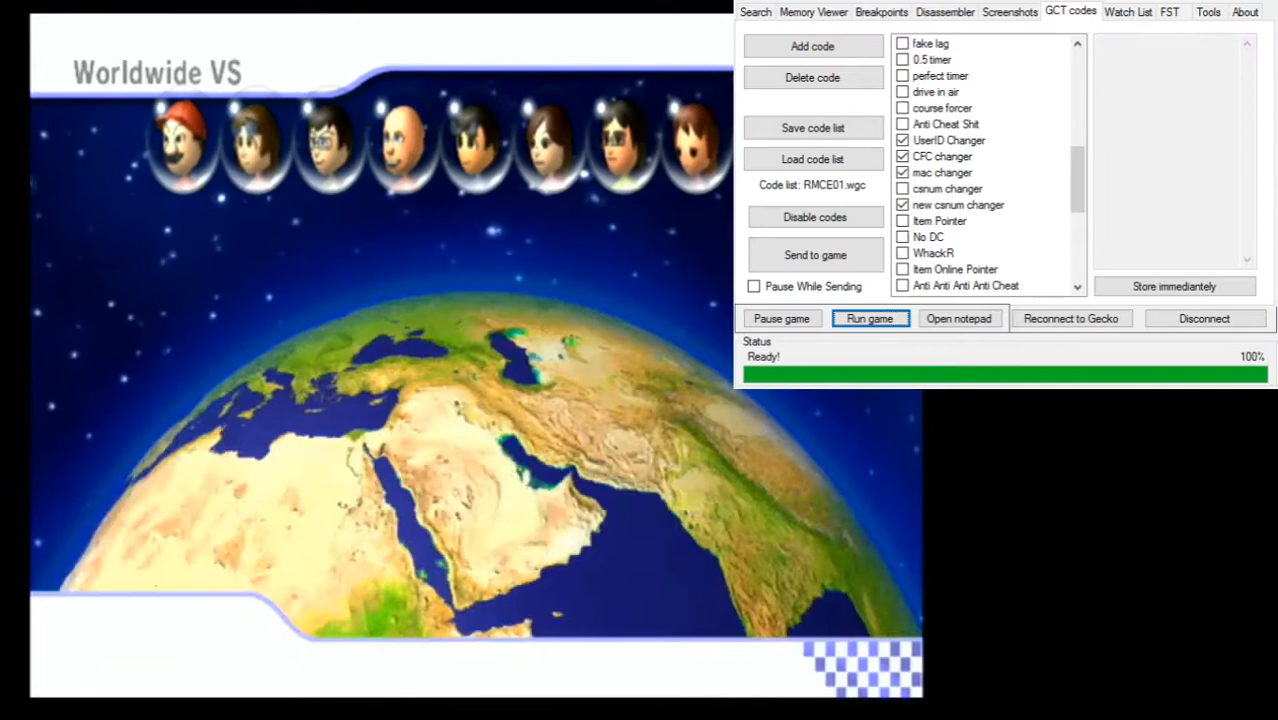 Worldwide VS
Search Memory Viewer Breakpoints Disassembler Screenshots GCT codes Watch List FST Tools About
Add code
Delete code
Save code list
Load code list
Code list: RMCE01.wgc
Disable codes
Send to game
Pause While Sending
fake lag
0.5 timer
perfect timer
drive in air
course forcer
Anti Cheat Shit
UserID Changer
CFC changer
mac changer
csnum changer
new csnum changer
Item Pointer
No DC
WhackR
Item Online Pointer
Anti Anti Anti Anti Cheat
Store immediately
Pause game Run game Open notepad Reconnect to Gecko Disconnect
Status
Ready! 100%